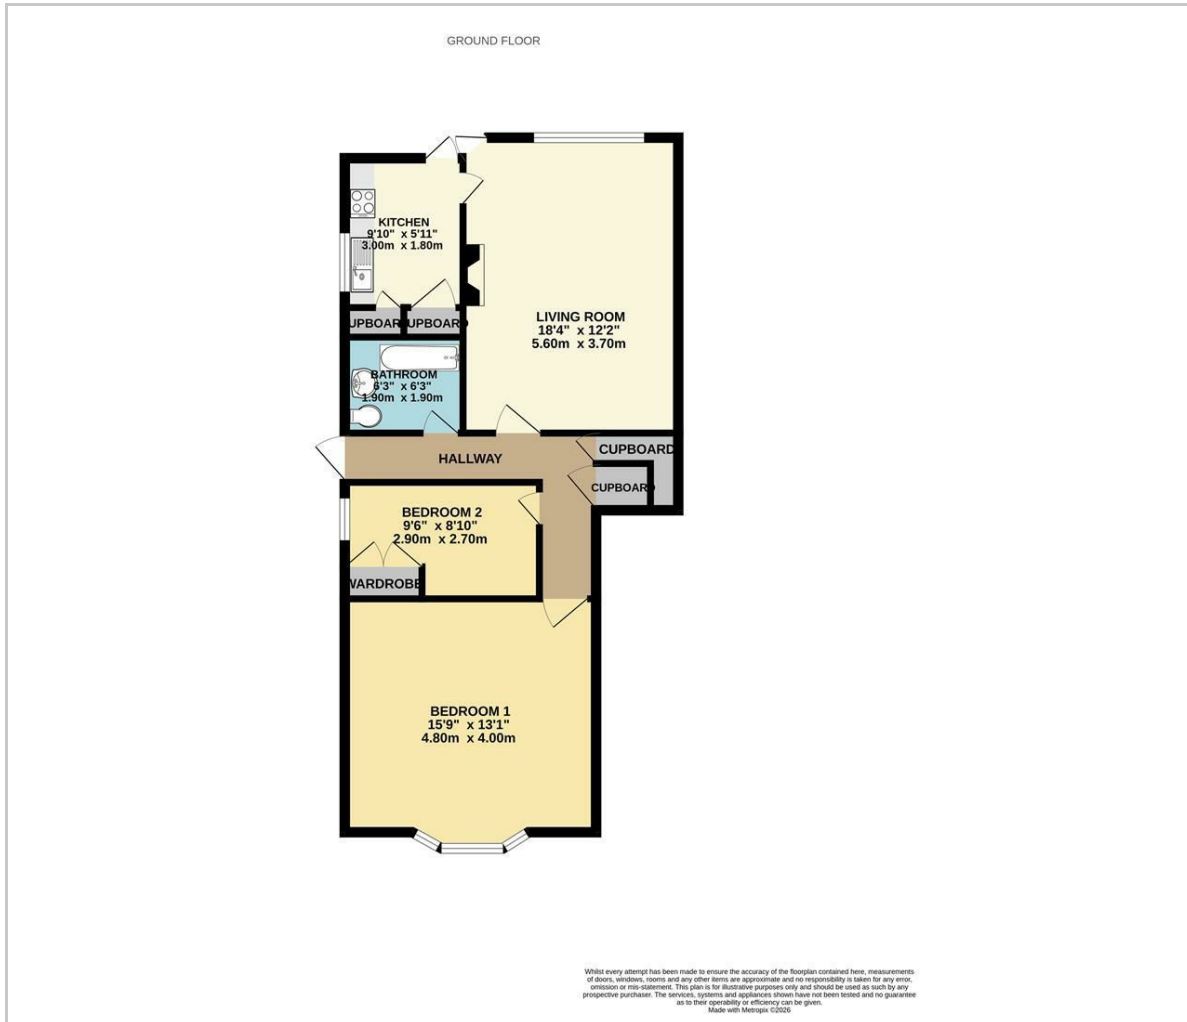 GROUND FLOOR
KITCHEN
9'10" x 5'11"
3.00m x 1.80m
LIVING ROOM
18'4" x 12'2"
5.60m x 3.70m
UPBOAR
UPBOARD
BATHROOM
6'3" x 6'3"
1.90m x 1.90m
HALLWAY
CUPBOARD
CUPBOARD
BEDROOM 2
9'6" x 8'10"
2.90m x 2.70m
WARDROBE
BEDROOM 1
15'9" x 13'1"
4.80m x 4.00m
Whilst every attempt has been made to ensure the accuracy of the floorplan contained here, measurements
of doors, windows, rooms and any other items are approximate and no responsibility is taken for any error,
omission or mis-statement. This plan is for illustrative purposes only and should be used as such by any
prospective purchaser. The services, systems and appliances shown have not been tested and no guarantee
as to their operability or efficiency can be given.
Made with Metropix ©2026